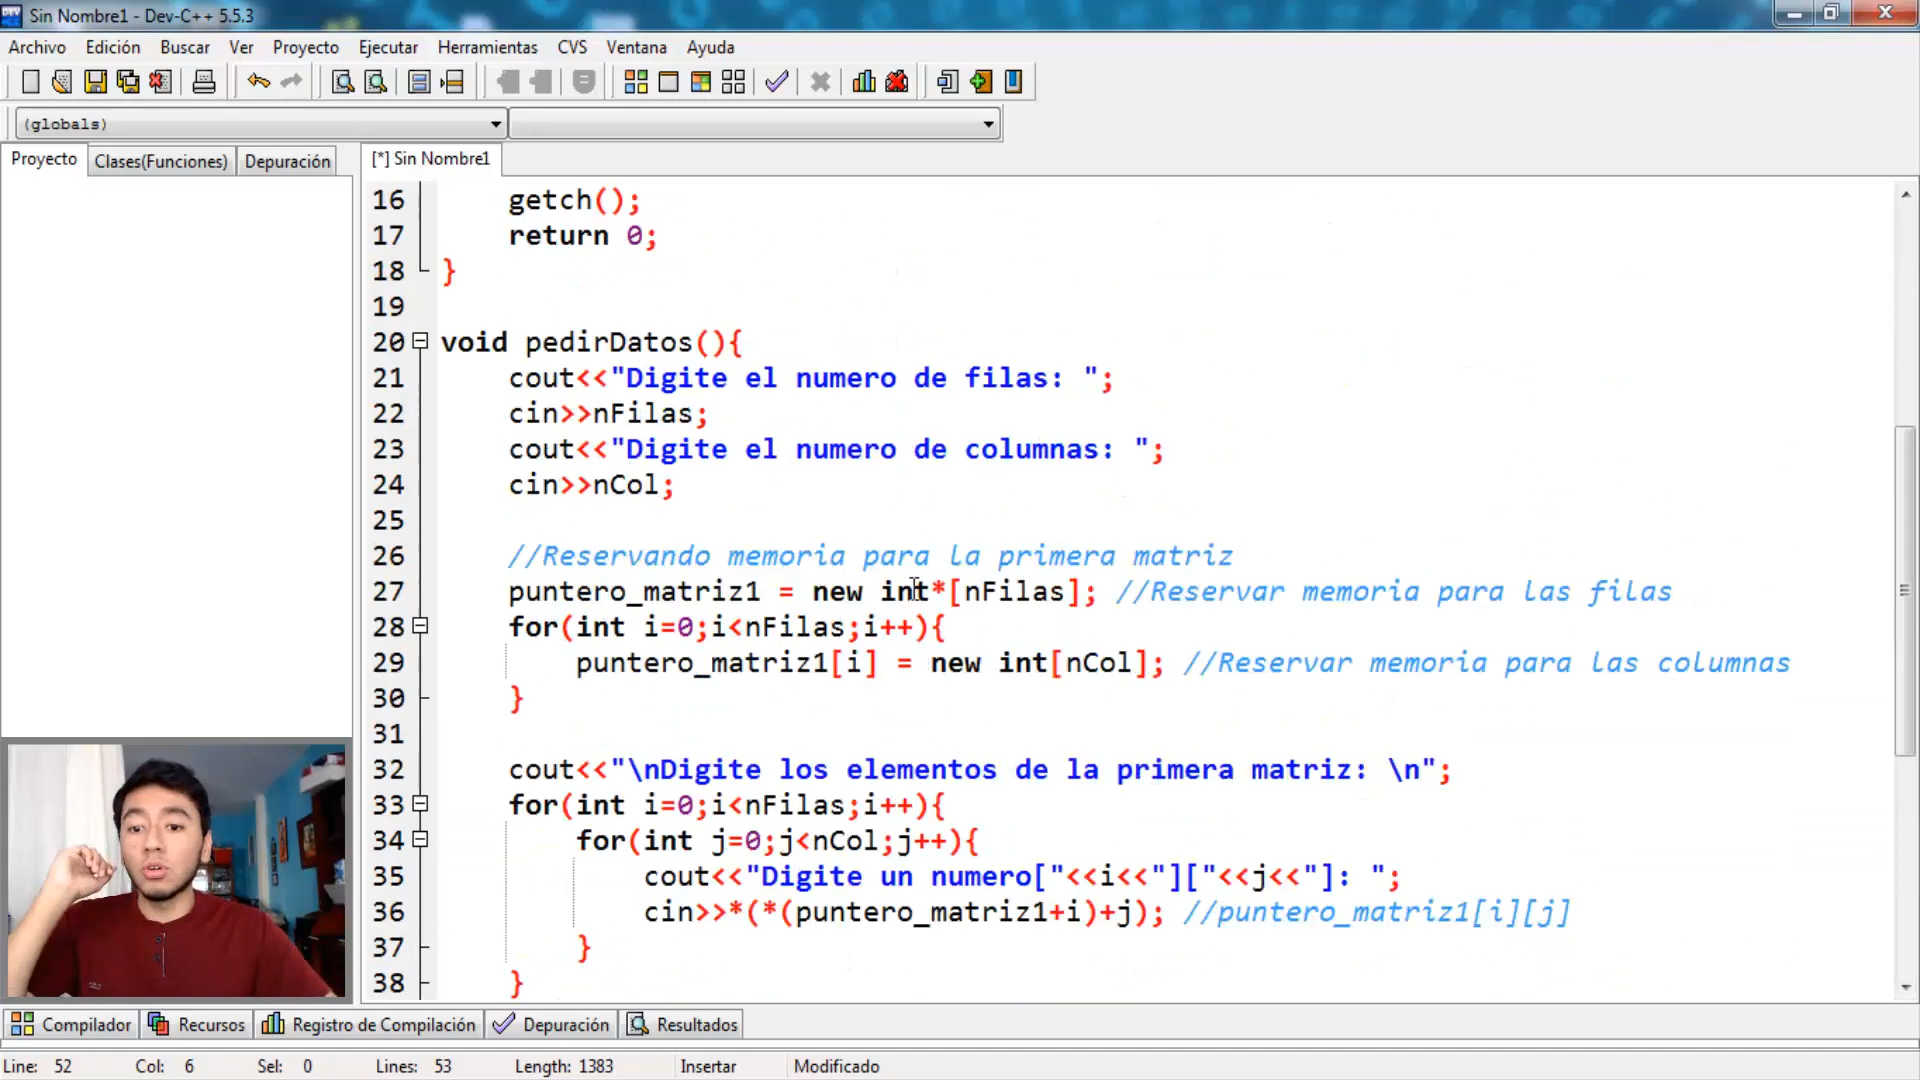 Sin Nombre1 - Dev-C++ 5.5.3
Archivo Edición Buscar Ver Proyecto Ejecutar Herramientas CVS Ventana Ayuda
(globals)
Proyecto Clases(Funciones) Depuración
[*] Sin Nombre1
16 getch();
17 return 0;
18 }
19
20 void pedirDatos(){
21 cout<<"Digite el numero de filas: ";
22 cin>>nFilas;
23 cout<<"Digite el numero de columnas: ";
24 cin>>nCol;
25
26 //Reservando memoria para la primera matriz
27 puntero_matriz1 = new int*[nFilas]; //Reservar memoria para las filas
28 for(int i=0;i<nFilas;i++){
29 puntero_matriz1[i] = new int[nCol]; //Reservar memoria para las columnas
30 }
31
32 cout<<"\nDigite los elementos de la primera matriz: \n";
33 for(int i=0;i<nFilas;i++){
34 for(int j=0;j<nCol;j++){
35 cout<<"Digite un numero["<<i<<"]["<<j<<"]: ";
36 cin>>*(*(puntero_matriz1+i)+j); //puntero_matriz1[i][j]
37 }
38 }
Compilador Recursos Registro de Compilación Depuración Resultados
Line: 52 Col: 6 Sel: 0 Lines: 53 Length: 1383 Insertar Modificado